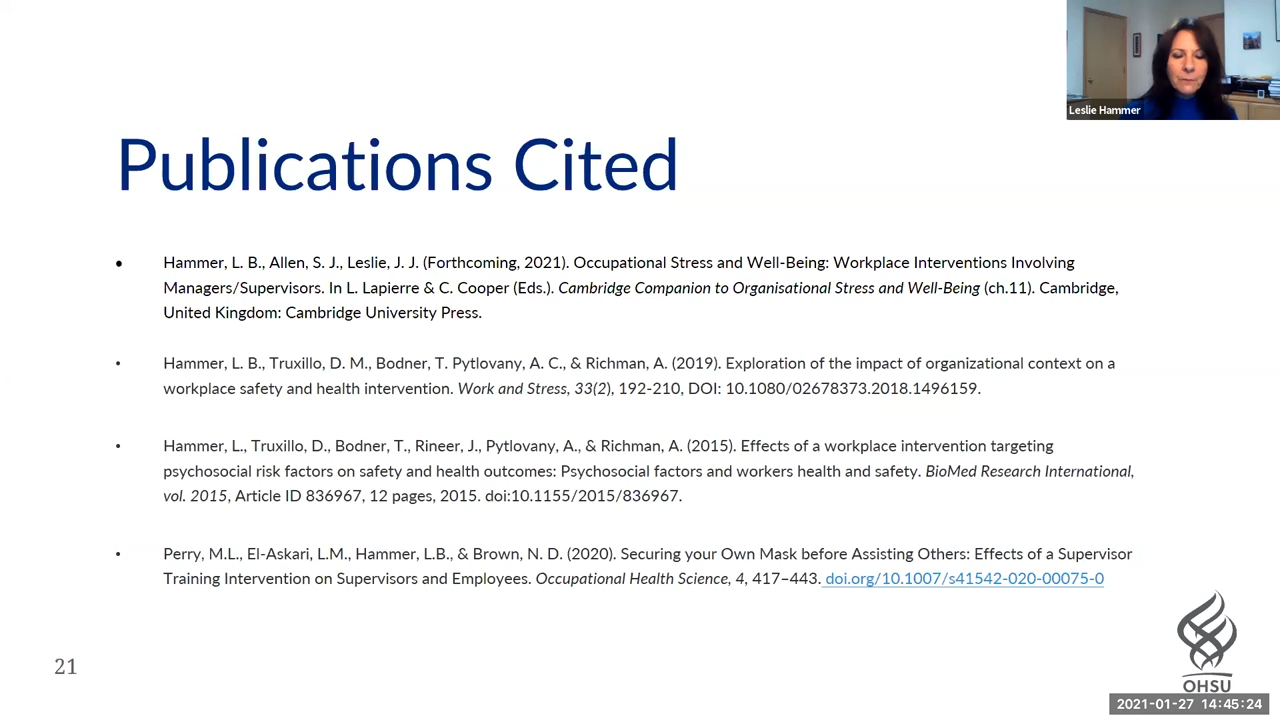 Leslie Hammer
Publications Cited
• Hammer, L. B., Allen, S. J., Leslie, J. J. (Forthcoming, 2021). Occupational Stress and Well-Being: Workplace Interventions Involving
Managers/Supervisors. In L. Lapierre & C. Cooper (Eds.). Cambridge Companion to Organisational Stress and Well-Being (ch.11). Cambridge,
United Kingdom: Cambridge University Press.
• Hammer, L. B., Truxillo, D. M., Bodner, T. Pytlovany, A. C., & Richman, A. (2019). Exploration of the impact of organizational context on a
workplace safety and health intervention. Work and Stress, 33(2), 192-210, DOI: 10.1080/02678373.2018.1496159.
• Hammer, L., Truxillo, D., Bodner, T., Rineer, J., Pytlovany, A., & Richman, A. (2015). Effects of a workplace intervention targeting
psychosocial risk factors on safety and health outcomes: Psychosocial factors and workers health and safety. BioMed Research International,
vol. 2015, Article ID 836967, 12 pages, 2015. doi:10.1155/2015/836967.
• Perry, M.L., El-Askari, L.M., Hammer, L.B., & Brown, N. D. (2020). Securing your Own Mask before Assisting Others: Effects of a Supervisor
Training Intervention on Supervisors and Employees. Occupational Health Science, 4, 417–443. doi.org/10.1007/s41542-020-00075-0
21
OHSU
2021-01-27 14:45:24